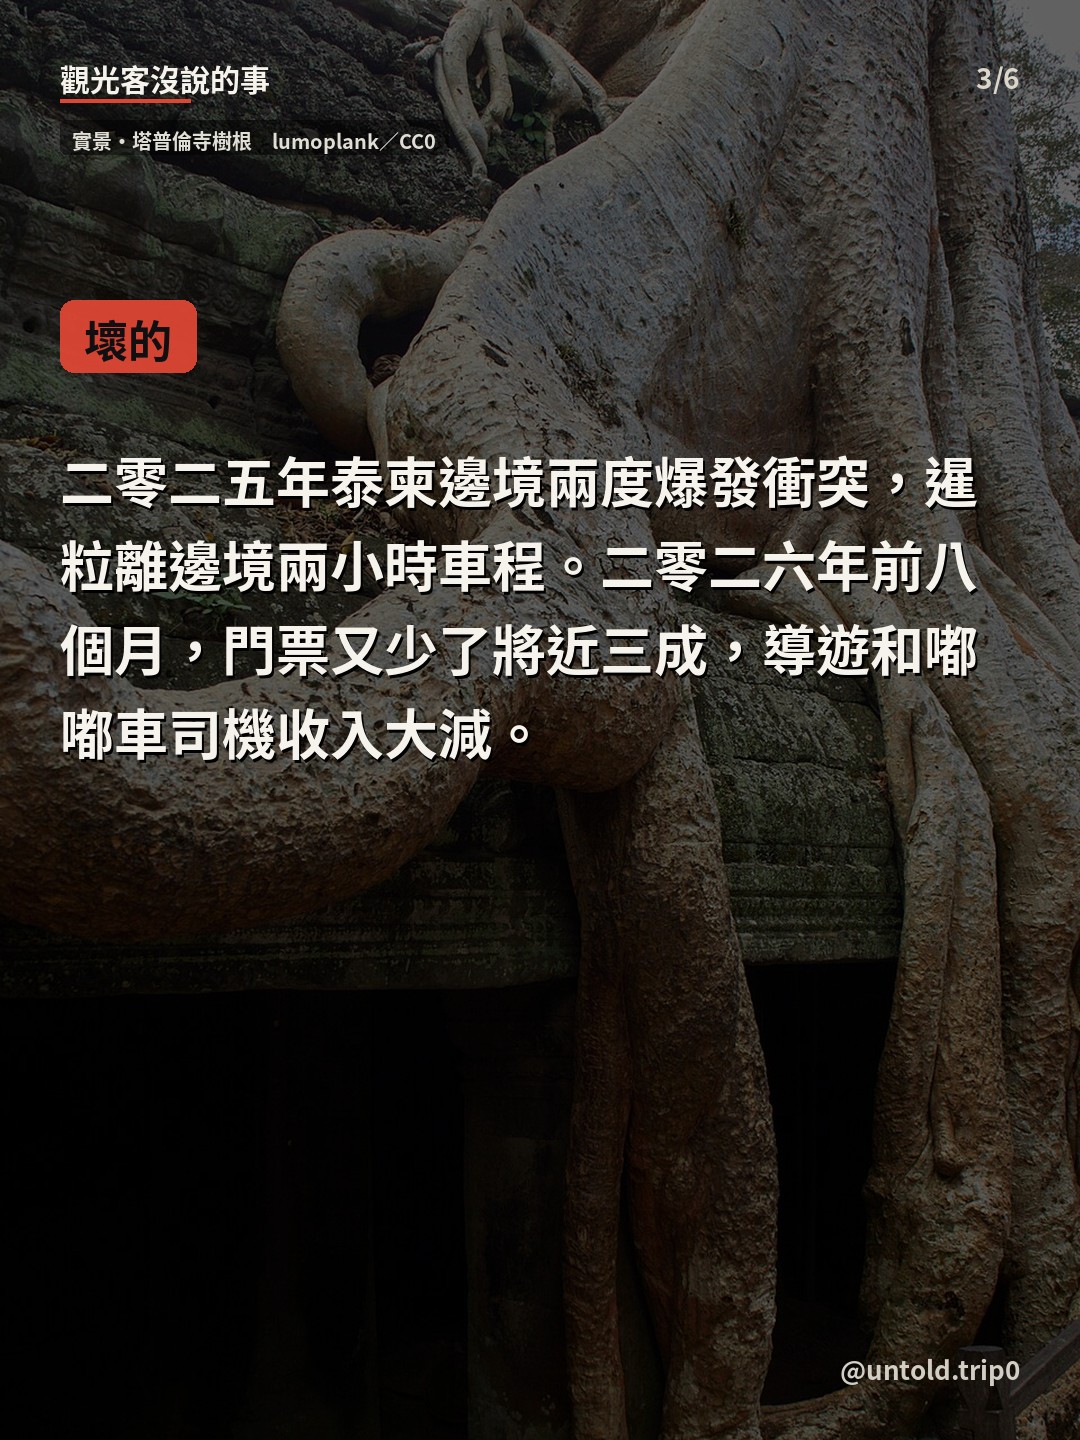 觀光客沒說的事
3/6
實景・塔普倫寺樹根　lumoplank／CC0
壞的
二零二五年泰柬邊境兩度爆發衝突，暹
粒離邊境兩小時車程。二零二六年前八
個月，門票又少了將近三成，導遊和嘟
嘟車司機收入大減。
@untold.trip0